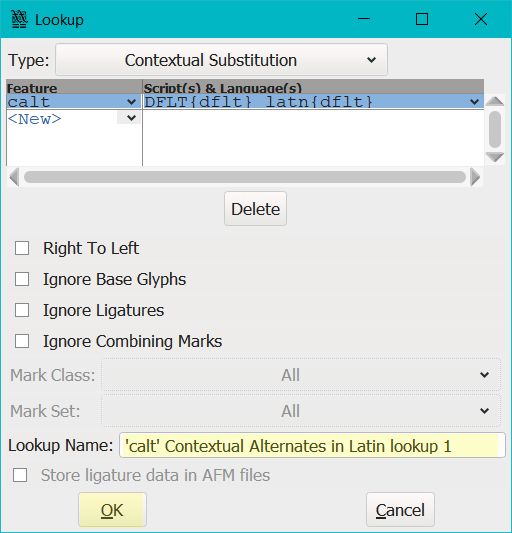 Lookup
Type: Contextual Substitution
Feature Script(s) & Language(s)
calt DFLT{dflt} latn{dflt}
<New>
Delete
Right To Left
Ignore Base Glyphs
Ignore Ligatures
Ignore Combining Marks
Mark Class: All
Mark Set: All
Lookup Name: 'calt' Contextual Alternates in Latin lookup 1
Store ligature data in AFM files
OK Cancel